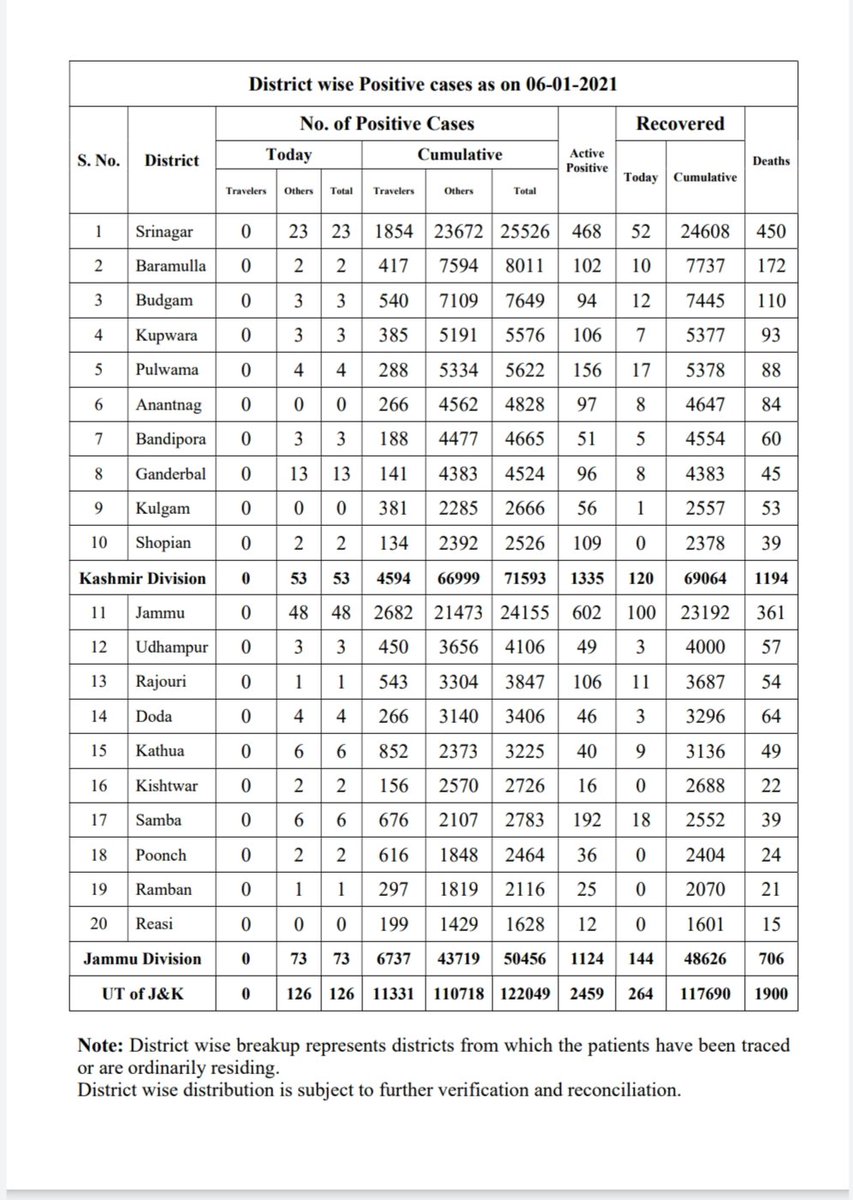 District wise Positive cases as on 06-01-2021
S. No. District No. of Positive Cases Active Positive Recovered Deaths
Today Cumulative Today Cumulative
Travelers Others Total Travelers Others Total
1 Srinagar 0 23 23 1854 23672 25526 468 52 24608 450
2 Baramulla 0 2 2 417 7594 8011 102 10 7737 172
3 Budgam 0 3 3 540 7109 7649 94 12 7445 110
4 Kupwara 0 3 3 385 5191 5576 106 7 5377 93
5 Pulwama 0 4 4 288 5334 5622 156 17 5378 88
6 Anantnag 0 0 0 266 4562 4828 97 8 4647 84
7 Bandipora 0 3 3 188 4477 4665 51 5 4554 60
8 Ganderbal 0 13 13 141 4383 4524 96 8 4383 45
9 Kulgam 0 0 0 381 2285 2666 56 1 2557 53
10 Shopian 0 2 2 134 2392 2526 109 0 2378 39
Kashmir Division 0 53 53 4594 66999 71593 1335 120 69064 1194
11 Jammu 0 48 48 2682 21473 24155 602 100 23192 361
12 Udhampur 0 3 3 450 3656 4106 49 3 4000 57
13 Rajouri 0 1 1 543 3304 3847 106 11 3687 54
14 Doda 0 4 4 266 3140 3406 46 3 3296 64
15 Kathua 0 6 6 852 2373 3225 40 9 3136 49
16 Kishtwar 0 2 2 156 2570 2726 16 0 2688 22
17 Samba 0 6 6 676 2107 2783 192 18 2552 39
18 Poonch 0 2 2 616 1848 2464 36 0 2404 24
19 Ramban 0 1 1 297 1819 2116 25 0 2070 21
20 Reasi 0 0 0 199 1429 1628 12 0 1601 15
Jammu Division 0 73 73 6737 43719 50456 1124 144 48626 706
UT of J&K 0 126 126 11331 110718 122049 2459 264 117690 1900
Note: District wise breakup represents districts from which the patients have been traced
or are ordinarily residing.
District wise distribution is subject to further verification and reconciliation.